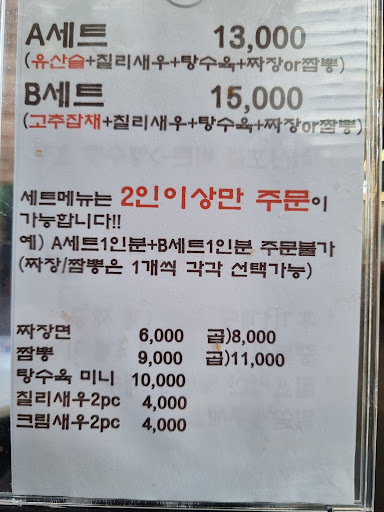 A세트 13,000
(유산슬+칠리새우+탕수육+짜장or짬뽕)
B세트 15,000
(고추잡채+칠리새우+탕수육+짜장or짬뽕)
세트메뉴는 2인이상만 주문이
가능합니다!!
예) A세트1인분+B세트1인분 주문불가
(짜장/짬뽕은 1개씩 각각 선택가능)
짜장면 6,000 곱)8,000
짬뽕 9,000 곱)11,000
탕수육 미니 10,000
칠리새우2pc 4,000
크림새우2pc 4,000